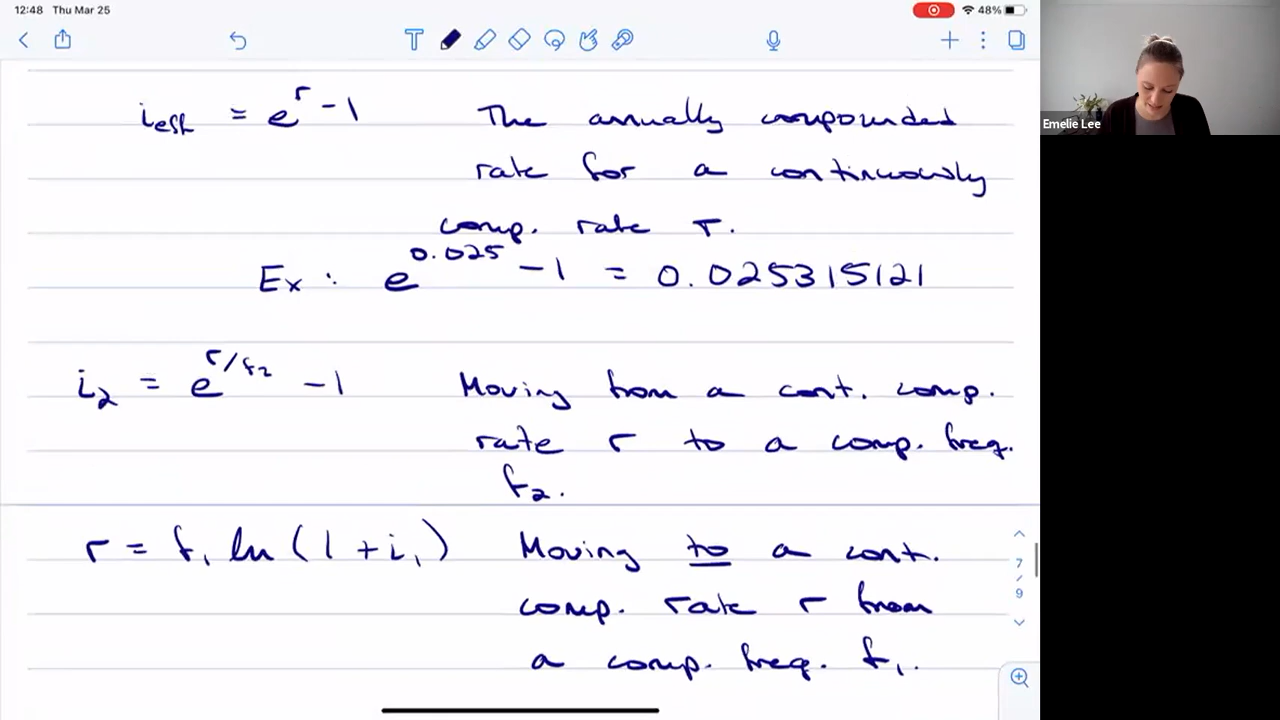 12:48 Thu Mar 25
48%
i_eff = e^r - 1 The annually compounded
rate for a continuously
comp. rate r.
Ex: e^0.025 - 1 = 0.025315121
i_2 = e^(r/f_2) - 1 Moving from a cont. comp.
rate r to a comp. freq.
f_2.
r = f_1 ln(1 + i_1) Moving to a cont.
comp. rate r from
a comp. freq. f_1.
7
/
9
Emelie Lee